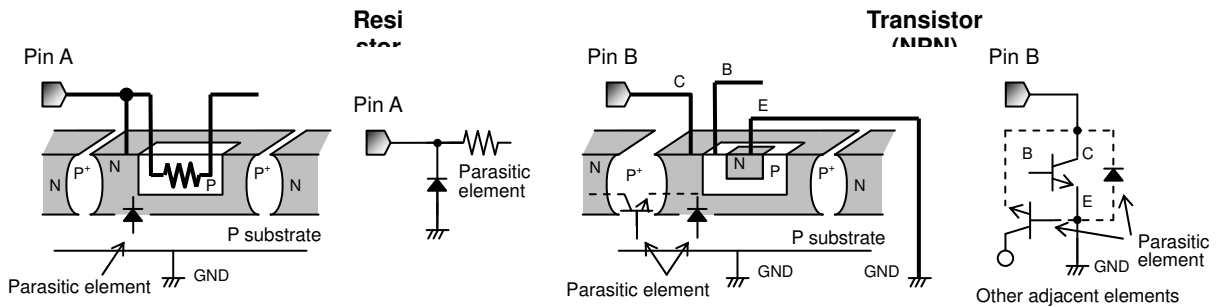 Resi
stor
Transistor
(NPN)
Pin A
N
P+
N
P
P+
N
P substrate
GND
Parasitic element
Pin A
Parasitic
element
Pin B
C
B
E
N
P+
N
P
P+
N
P substrate
GND
GND
Parasitic element
Pin B
B
C
E
GND
Parasitic
element
Other adjacent elements